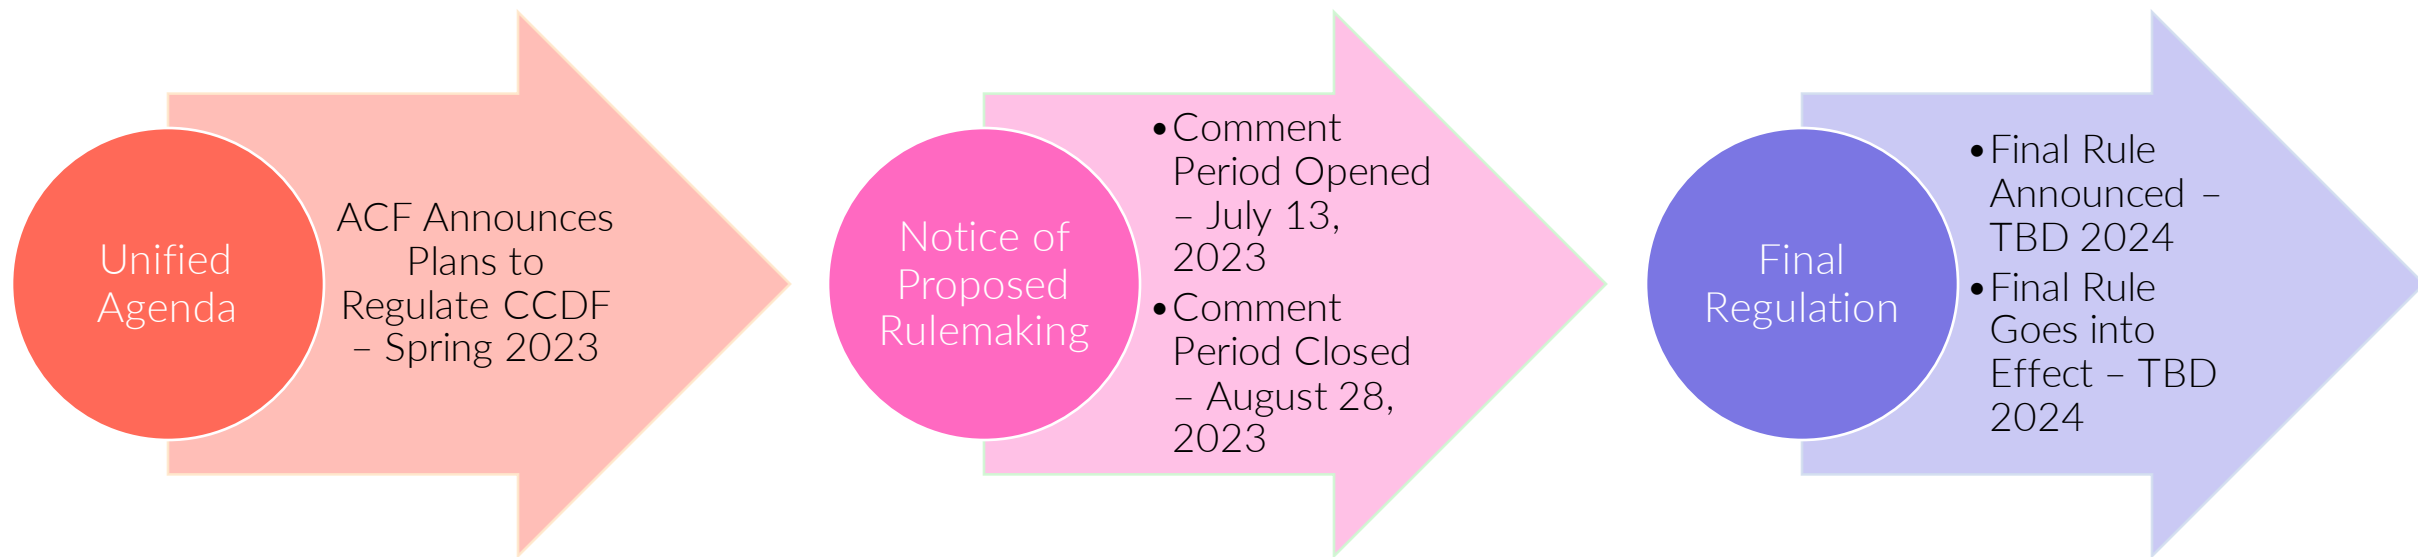 Unified
Agenda
ACF Announces
Plans to
Regulate CCDF
– Spring 2023
Notice of
Proposed
Rulemaking
•Comment
Period Opened
– July 13,
2023
•Comment
Period Closed
– August 28,
2023
Final
Regulation
•Final Rule
Announced –
TBD 2024
•Final Rule
Goes into
Effect – TBD
2024